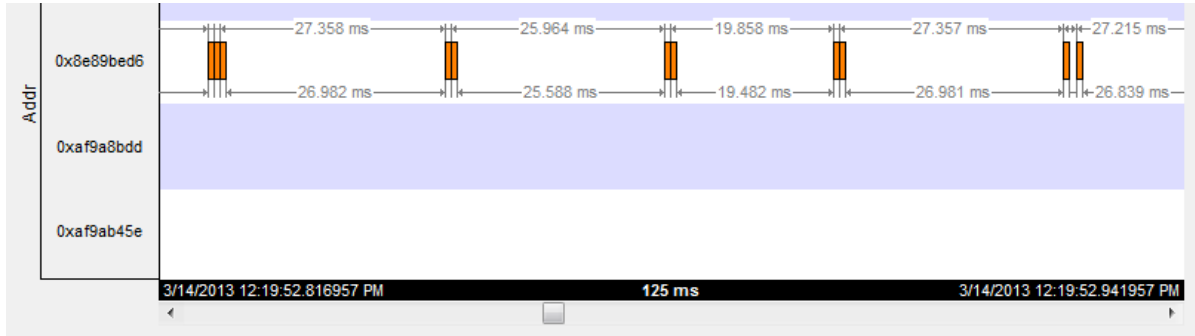 27.358 ms 25.964 ms 19.858 ms 27.357 ms 27.215 ms
0x8e89bed6
26.982 ms 25.588 ms 19.482 ms 26.981 ms 26.839 ms
Addr
0xaf9a8bdd
0xaf9ab45e
3/14/2013 12:19:52.816957 PM 125 ms 3/14/2013 12:19:52.941957 PM